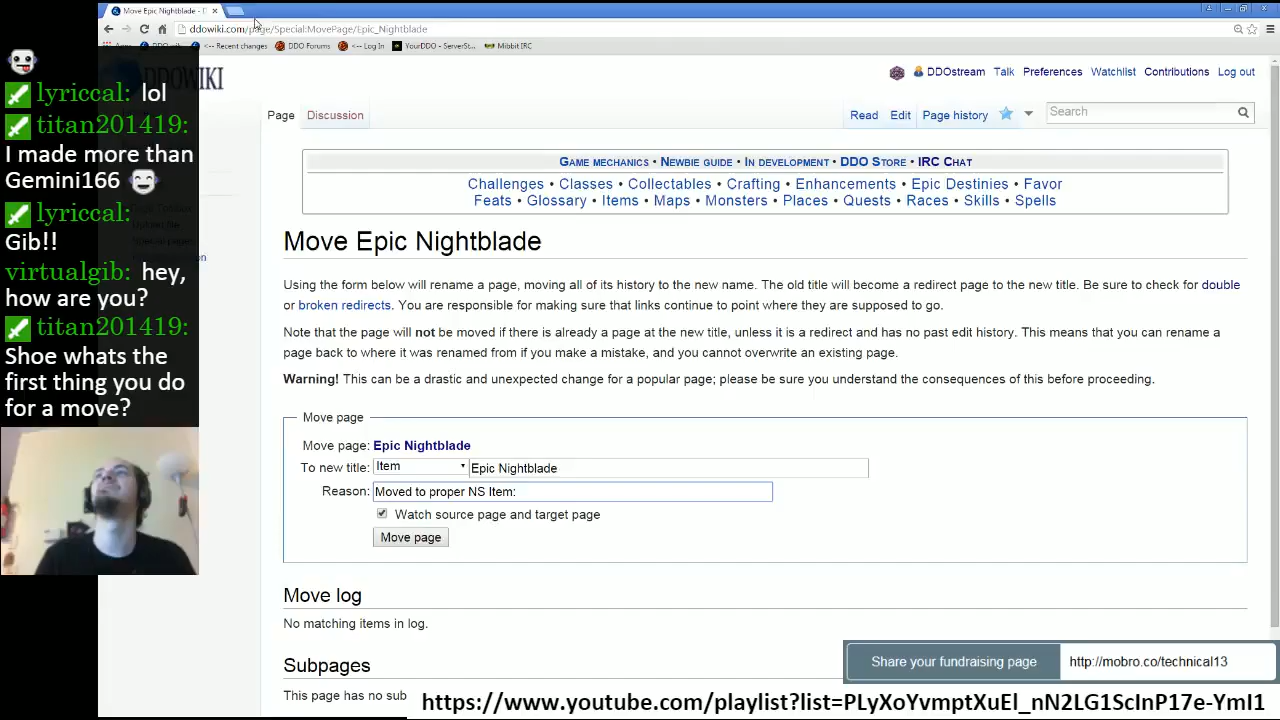 Move Epic Nightblade - D
ddowiki.com/page/Special:MovePage/Epic_Nightblade
<-- Recent changes DDO Forums <-- Log In YourDDO - ServerSt... Mibbit IRC
DDOWIKI
DDOstream Talk Preferences Watchlist Contributions Log out
Page Discussion Read Edit Page history Search
GAME MECHANICS • NEWBIE GUIDE • IN DEVELOPMENT • DDO STORE • IRC CHAT
Challenges • Classes • Collectables • Crafting • Enhancements • Epic Destinies • Favor
Feats • Glossary • Items • Maps • Monsters • Places • Quests • Races • Skills • Spells
Move Epic Nightblade
Using the form below will rename a page, moving all of its history to the new name. The old title will become a redirect page to the new title. Be sure to check for double
or broken redirects. You are responsible for making sure that links continue to point where they are supposed to go.
Note that the page will not be moved if there is already a page at the new title, unless it is a redirect and has no past edit history. This means that you can rename a
page back to where it was renamed from if you make a mistake, and you cannot overwrite an existing page.
Warning! This can be a drastic and unexpected change for a popular page; please be sure you understand the consequences of this before proceeding.
Move page
Move page: Epic Nightblade
To new title: Item Epic Nightblade
Reason: Moved to proper NS Item:
Watch source page and target page
Move page
Move log
No matching items in log.
Subpages
This page has no sub
lyriccal: lol
titan201419:
I made more than
Gemini166
lyriccal:
Gib!!
virtualgib: hey,
how are you?
titan201419:
Shoe whats the
first thing you do
for a move?
Share your fundraising page http://mobro.co/technical13
https://www.youtube.com/playlist?list=PLyXoYvmptXuEl_nN2LG1ScInP17e-YmI1